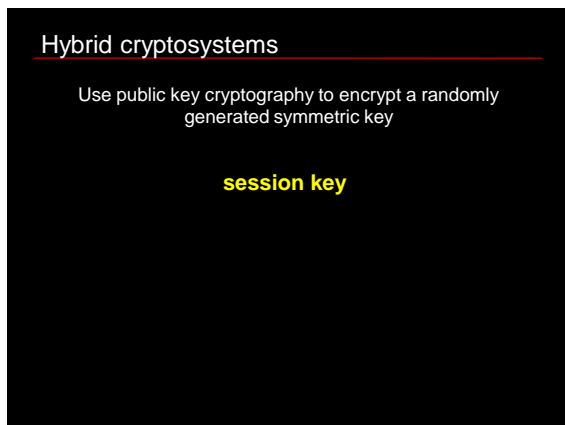 Hybrid cryptosystems
Use public key cryptography to encrypt a randomly
generated symmetric key
session key